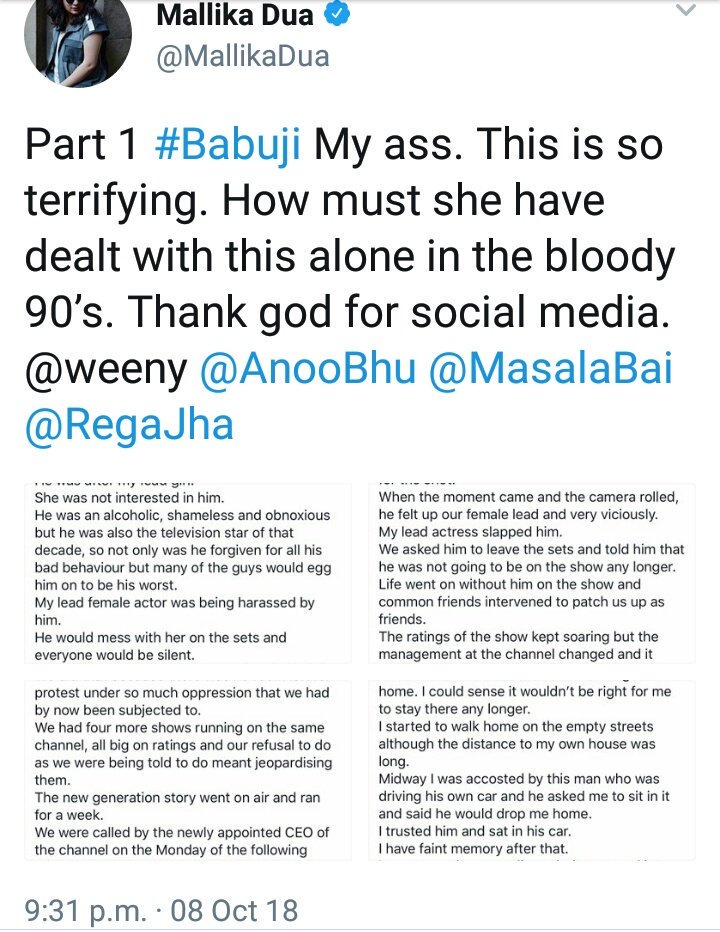 Mallika Dua
@MallikaDua
Part 1 #Babuji My ass. This is so
terrifying. How must she have
dealt with this alone in the bloody
90's. Thank god for social media.
@weeny @AnooBhu @MasalaBai
@RegaJha
She was not interested in him.
He was an alcoholic, shameless and obnoxious
but he was also the television star of that
decade, so not only was he forgiven for all his
bad behaviour but many of the guys would egg
him on to be his worst.
My lead female actor was being harassed by
him.
He would mess with her on the sets and
everyone would be silent.
When the moment came and the camera rolled,
he felt up our female lead and very viciously.
My lead actress slapped him.
We asked him to leave the sets and told him that
he was not going to be on the show any longer.
Life went on without him on the show and
common friends intervened to patch us up as
friends.
The ratings of the show kept soaring but the
management at the channel changed and it
protest under so much oppression that we had
by now been subjected to.
We had four more shows running on the same
channel, all big on ratings and our refusal to do
as we were being told to do meant jeopardising
them.
The new generation story went on air and ran
for a week.
We were called by the newly appointed CEO of
the channel on the Monday of the following
home. I could sense it wouldn't be right for me
to stay there any longer.
I started to walk home on the empty streets
although the distance to my own house was
long.
Midway I was accosted by this man who was
driving his own car and he asked me to sit in it
and said he would drop me home.
I trusted him and sat in his car.
I have faint memory after that.
9:31 p.m. · 08 Oct 18